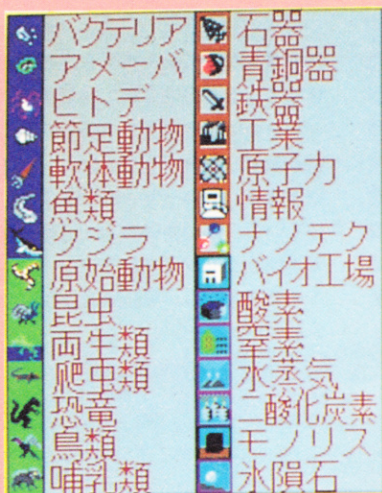 バクテリア
アメーバ
ヒトデ
節足動物
軟体動物
魚類
クジラ
原始動物
昆虫
両生類
爬虫類
恐竜
鳥類
哺乳類
石器
青銅器
鉄器
工業
原子力
情報
ナノテク
バイオ工場
酸素
窒素
水蒸気
二酸化炭素
モノリス
氷隕石